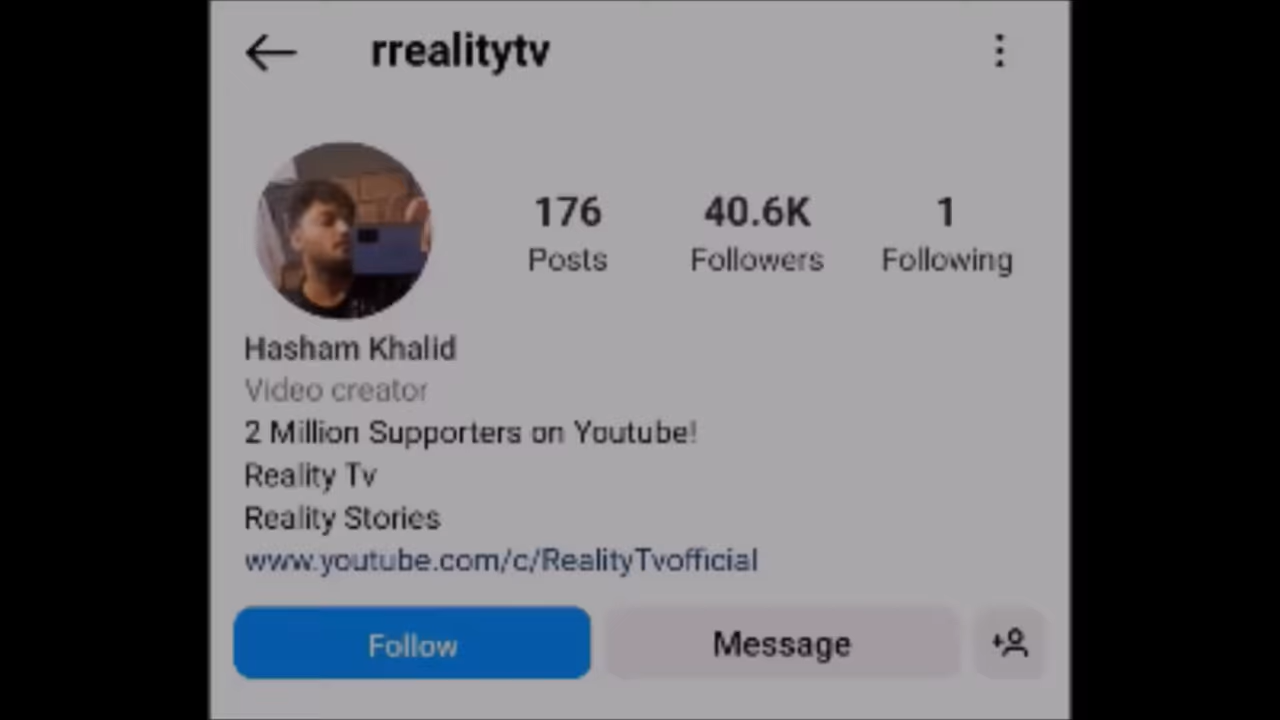 rrealitytv
176 40.6K 1
Posts Followers Following
Hasham Khalid
Video creator
2 Million Supporters on Youtube!
Reality Tv
Reality Stories
www.youtube.com/c/RealityTvofficial
Follow Message